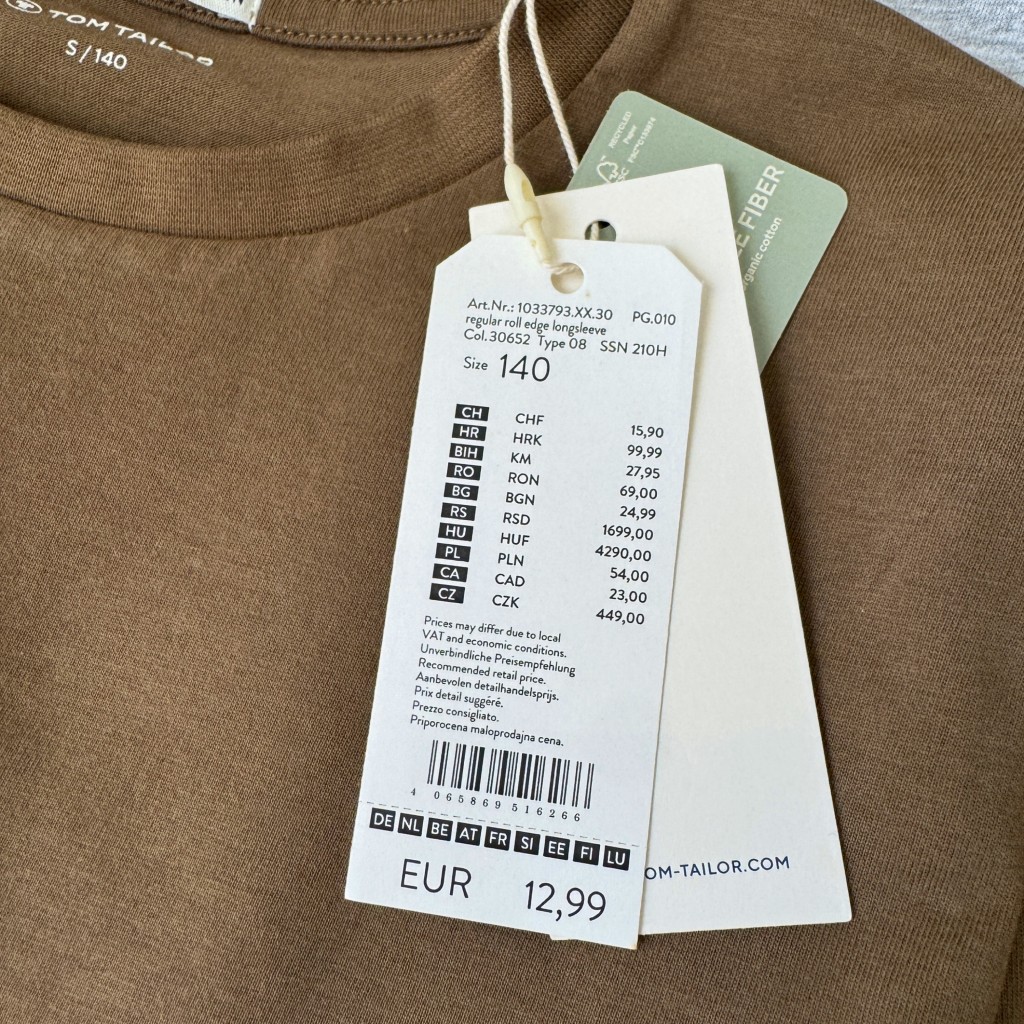 TOM TAILOR
S / 140
RECYCLED
Papier
FSC® C133874
E FIBER
organic cotton
Art.Nr.: 1033793.XX.30 PG.010
regular roll edge longsleeve
Col.30652 Type 08 SSN 210H
Size 140
CH CHF 15,90
HR HRK 99,99
BIH KM 27,95
RO RON 69,00
BG BGN 24,99
RS RSD 1699,00
HU HUF 4290,00
PL PLN 54,00
CA CAD 23,00
CZ CZK 449,00
Prices may differ due to local
VAT and economic conditions.
Unverbindliche Preisempfehlung
Recommended retail price.
Aanbevolen detailhandelsprijs.
Prix detail suggéré.
Prezzo consigliato.
Priporocena maloprodajna cena.
4 065869 516266
DE NL BE AT FR SI EE FI LU
EUR 12,99
OM-TAILOR.COM